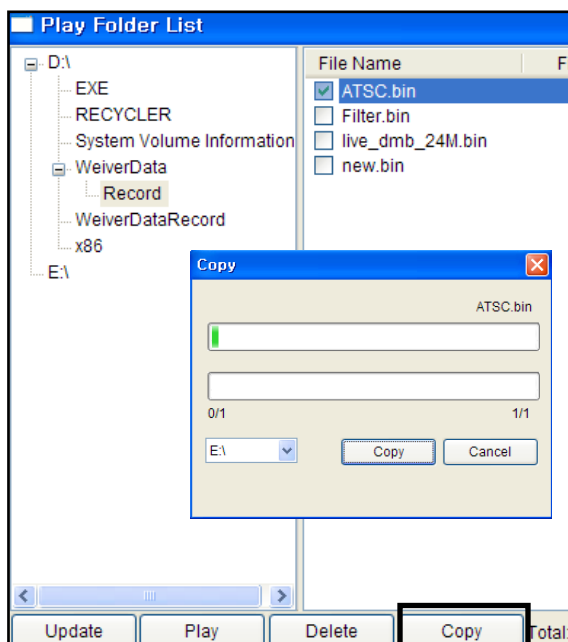 Play Folder List
D:\
EXE
RECYCLER
System Volume Information
WeiverData
Record
WeiverDataRecord
x86
E:\
File Name F
ATSC.bin
Filter.bin
live_dmb_24M.bin
new.bin
Copy
ATSC.bin
0/1 1/1
E:\ Copy Cancel
Update Play Delete Copy Total: